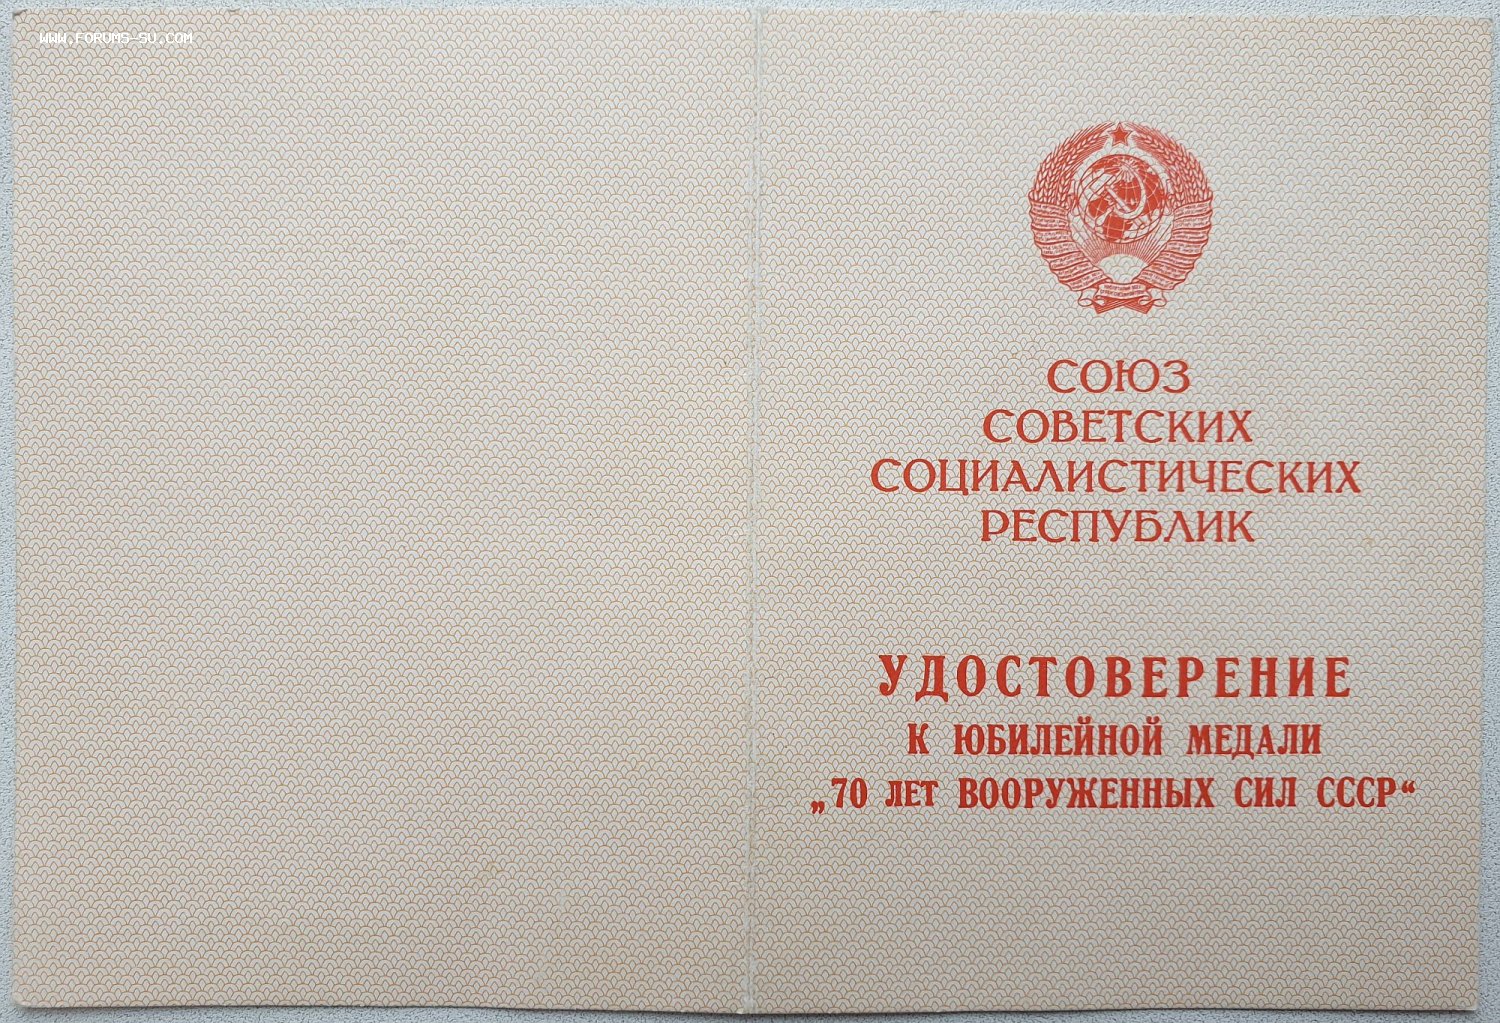 WWW.FORUMS-SU.COM
СОЮЗ
СОВЕТСКИХ
СОЦИАЛИСТИЧЕСКИХ
РЕСПУБЛИК
УДОСТОВЕРЕНИЕ
К ЮБИЛЕЙНОЙ МЕДАЛИ
„70 ЛЕТ ВООРУЖЕННЫХ СИЛ СССР“